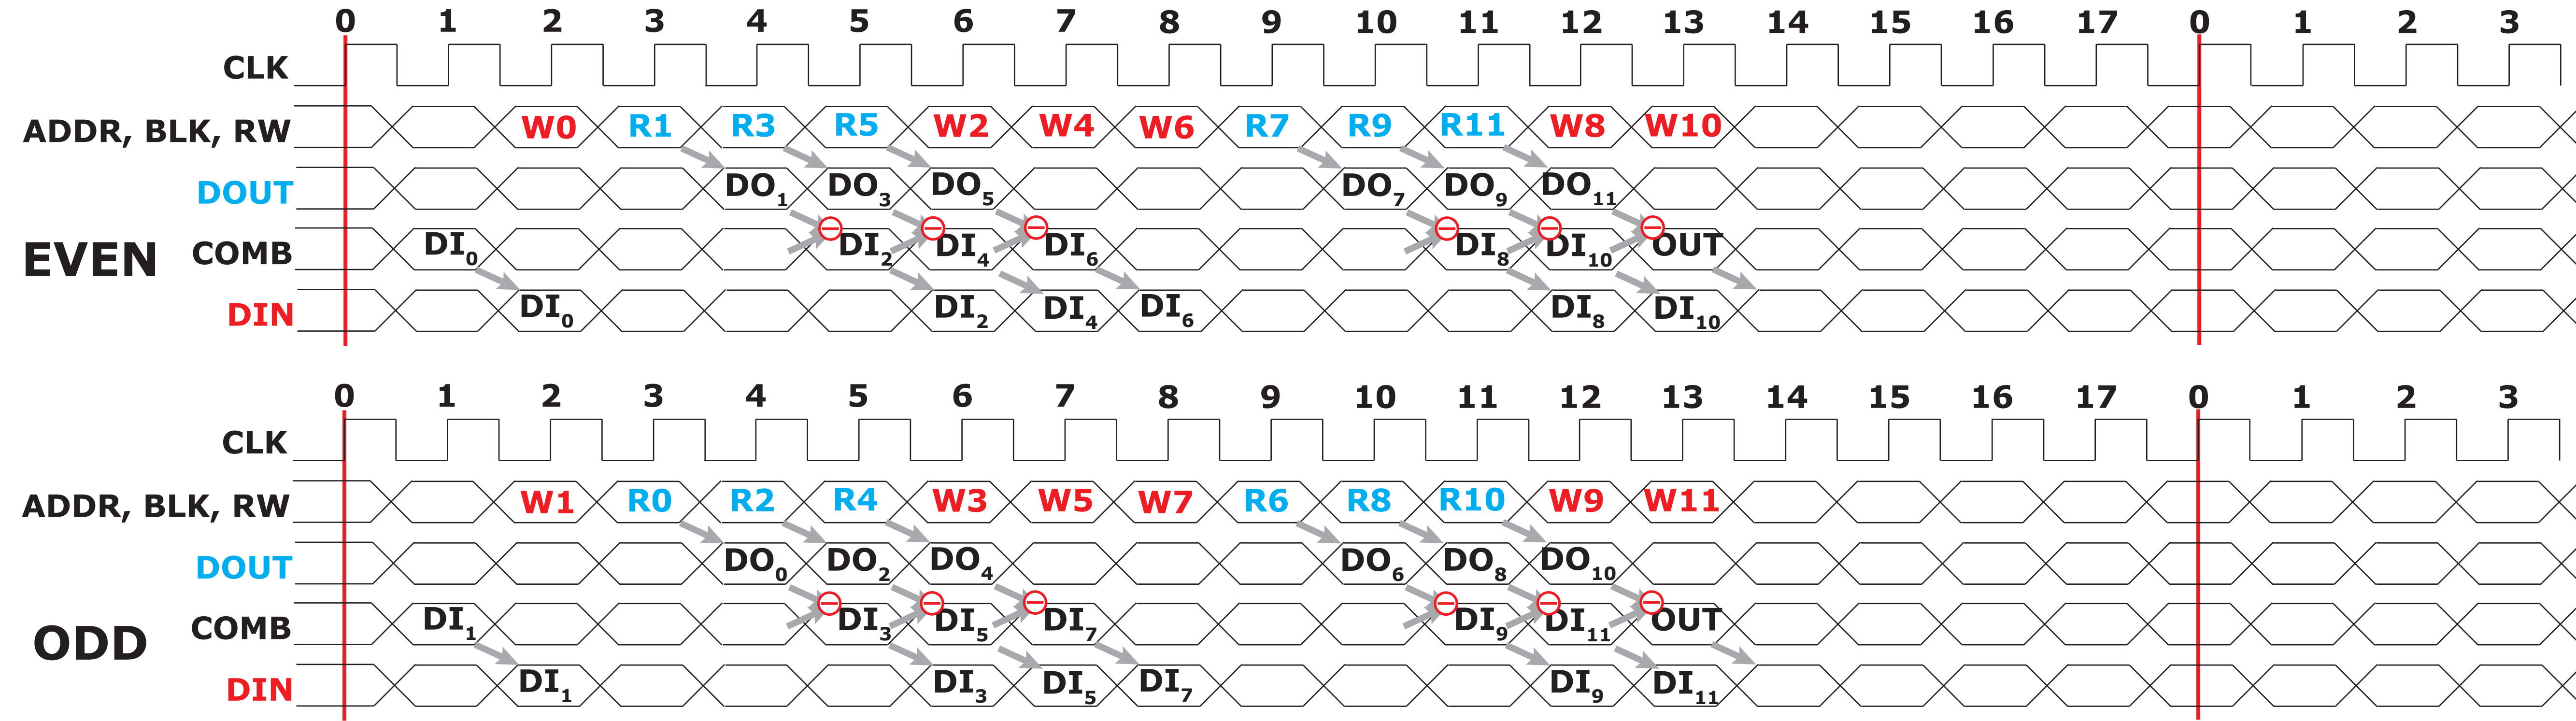 0 1 2 3 4 5 6 7 8 9 10 11 12 13 14 15 16 17 0 1 2 3
CLK
ADDR, BLK, RW W0 R1 R3 R5 W2 W4 W6 R7 R9 R11 W8 W10
DOUT DO1 DO3 DO5 DO7 DO9 DO11
EVEN COMB DI0 DI2 DI4 DI6 DI8 DI10 OUT
DIN DI0 DI2 DI4 DI6 DI8 DI10
0 1 2 3 4 5 6 7 8 9 10 11 12 13 14 15 16 17 0 1 2 3
CLK
ADDR, BLK, RW W1 R0 R2 R4 W3 W5 W7 R6 R8 R10 W9 W11
DOUT DO0 DO2 DO4 DO6 DO8 DO10
ODD COMB DI1 DI3 DI5 DI7 DI9 DI11 OUT
DIN DI1 DI3 DI5 DI7 DI9 DI11